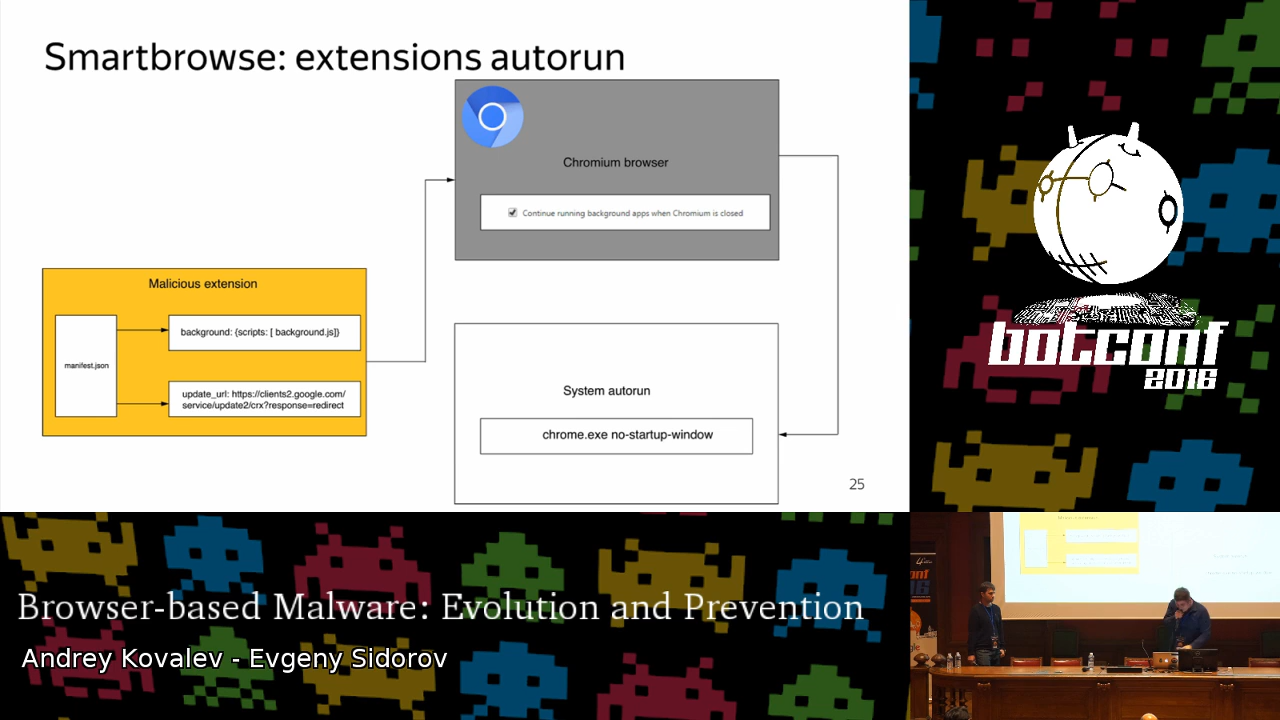 Smartbrowse: extensions autorun
Chromium browser
Continue running background apps when Chromium is closed
Malicious extension
manifest.json
background: {scripts: [ background.js]}
update_url: https://clients2.google.com/
service/update2/crx?response=redirect
System autorun
chrome.exe no-startup-window
25
botconf
2016
Browser-based Malware: Evolution and Prevention
Andrey Kovalev - Evgeny Sidorov